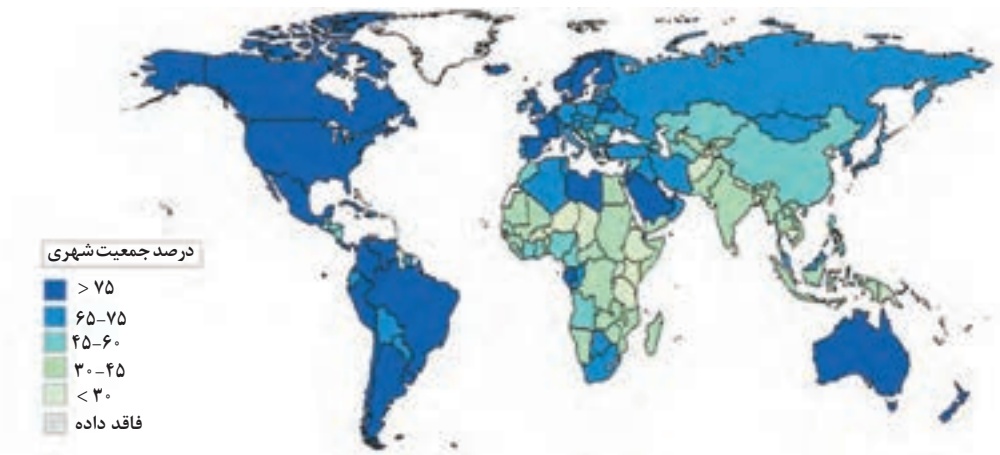 درصد جمعیت شهری
> ۷۵
۶۵-۷۵
۴۵-۶۰
۳۰-۴۵
< ۳۰
فاقد داده